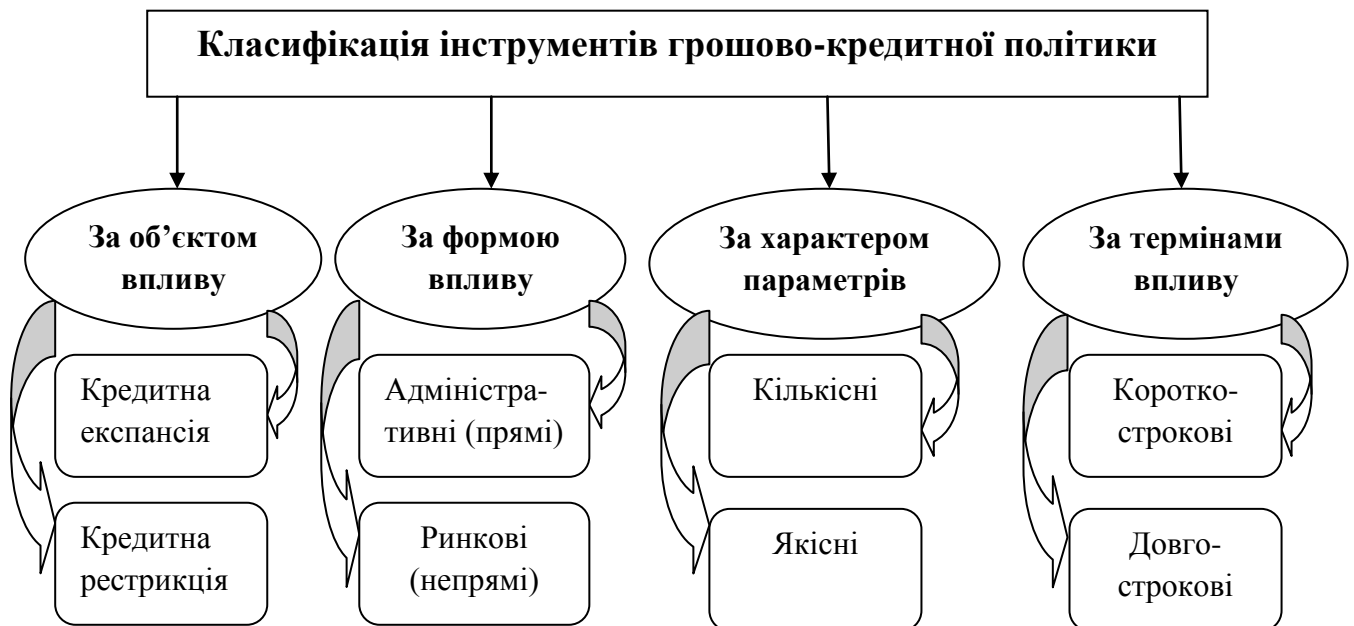 Класифікація інструментів грошово-кредитної політики
За об’єктом
впливу
За формою
впливу
За характером
параметрів
За термінами
впливу
Кредитна
експансія
Адміністра-
тивні (прямі)
Кількісні
Коротко-
строкові
Кредитна
рестрикція
Ринкові
(непрямі)
Якісні
Довго-
строкові